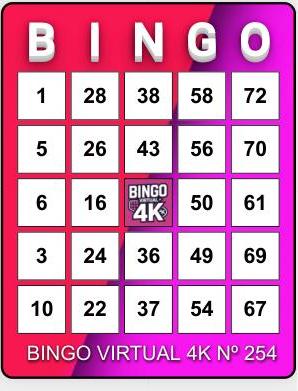 B I N G O
1 28 38 58 72
5 26 43 56 70
6 16 BINGO VIRTUAL 4K 50 61
3 24 36 49 69
10 22 37 54 67
BINGO VIRTUAL 4K Nº 254